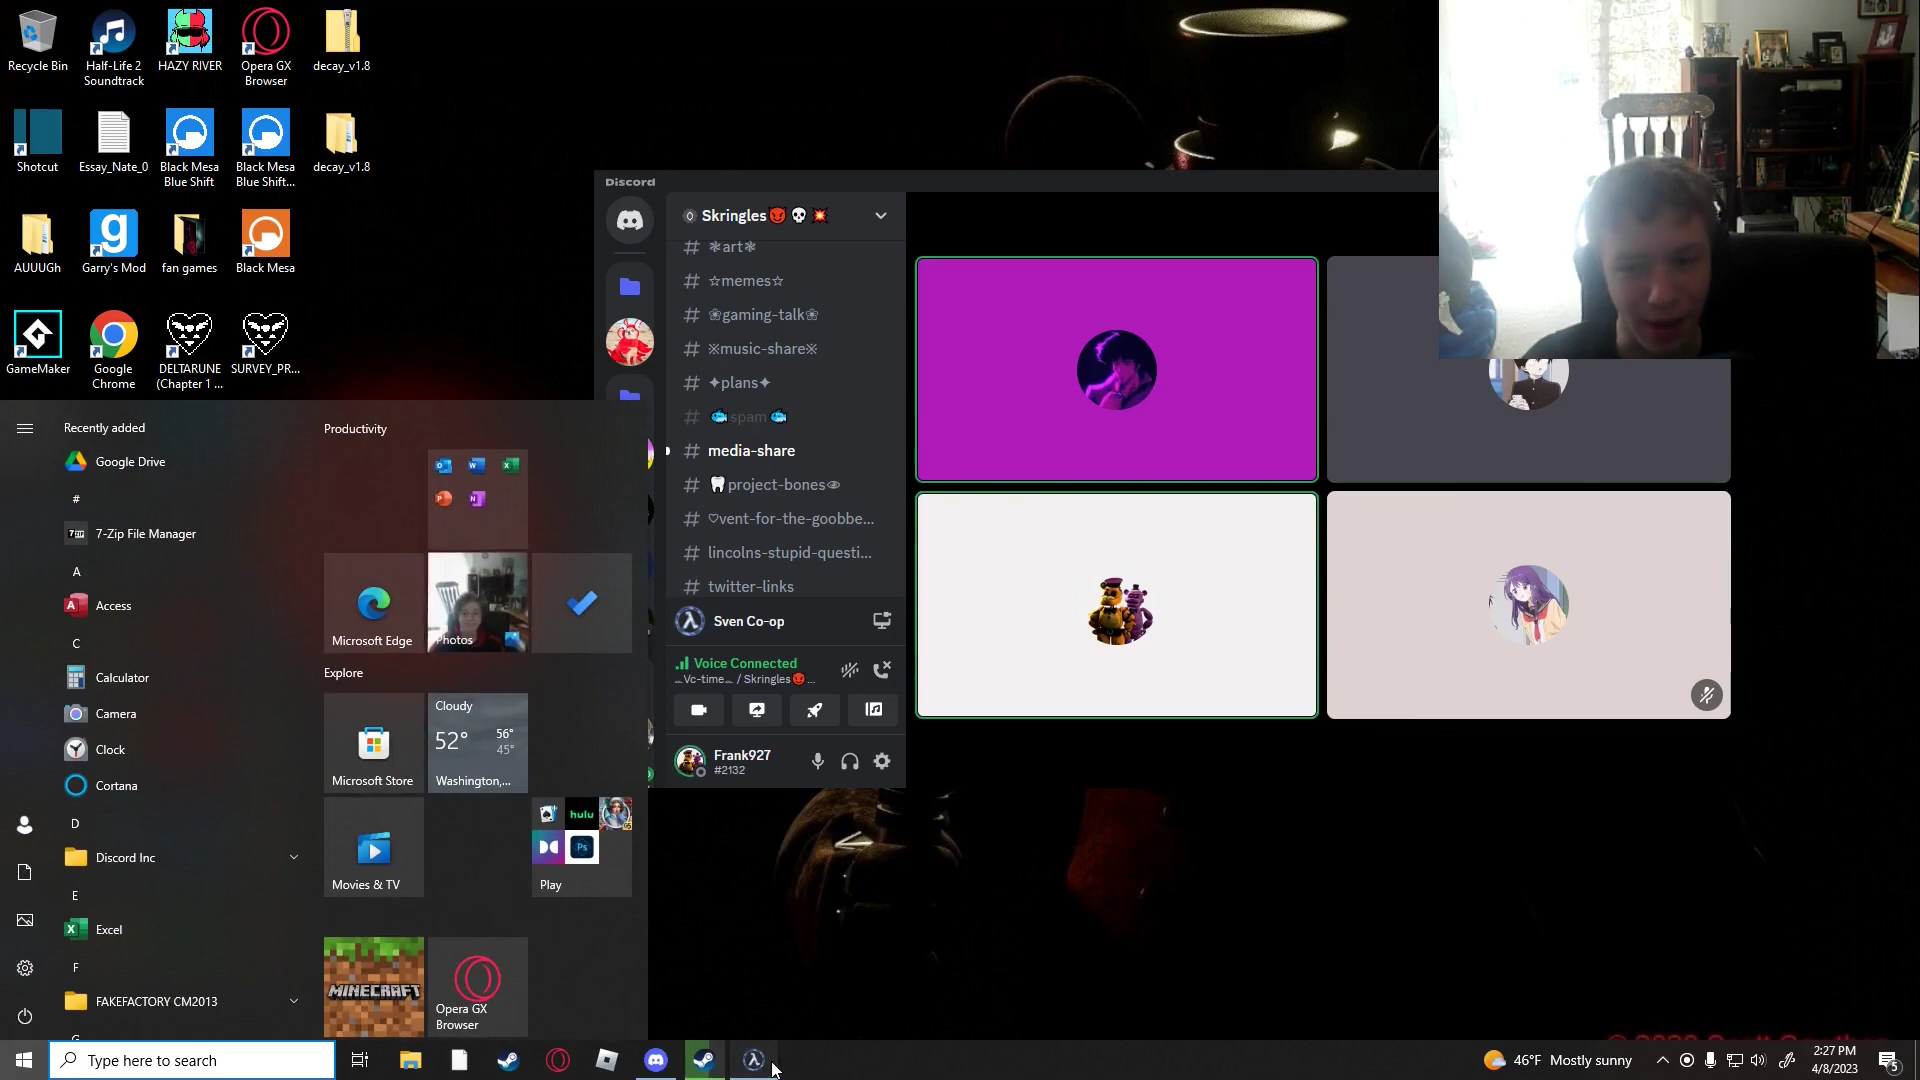 Recycle Bin
Half-Life 2
Soundtrack
HAZY RIVER
Opera GX
Browser
decay_v1.8
Shotcut
Essay_Nate_0
Black Mesa
Blue Shift
Black Mesa
Blue Shift...
decay_v1.8
AUUUGh
Garry's Mod
fan games
Black Mesa
GameMaker
Google
Chrome
DELTARUNE
(Chapter 1 ...
SURVEY_PR...
Discord
Skringles😈💀💥
# ❃art❃
# ☆memes☆
# ❀gaming-talk❀
# ※music-share※
# ✦plans✦
# 🐟spam🐟
# media-share
# 🦷project-bones👁
# ♡vent-for-the-goobbe...
# lincolns-stupid-questi...
# twitter-links
Sven Co-op
Voice Connected
Vc-time / Skringles😈...
Frank927
#2132
Recently added
Google Drive
#
7-Zip File Manager
A
Access
C
Calculator
Camera
Clock
Cortana
D
Discord Inc
E
Excel
F
FAKEFACTORY CM2013
Productivity
Microsoft Edge
Photos
Explore
Microsoft Store
Cloudy
52°
56°
45°
Washington,...
Movies & TV
hulu
Ps
Play
MINECRAFT
Opera GX
Browser
Type here to search
46°F Mostly sunny
2:27 PM
4/8/2023
5